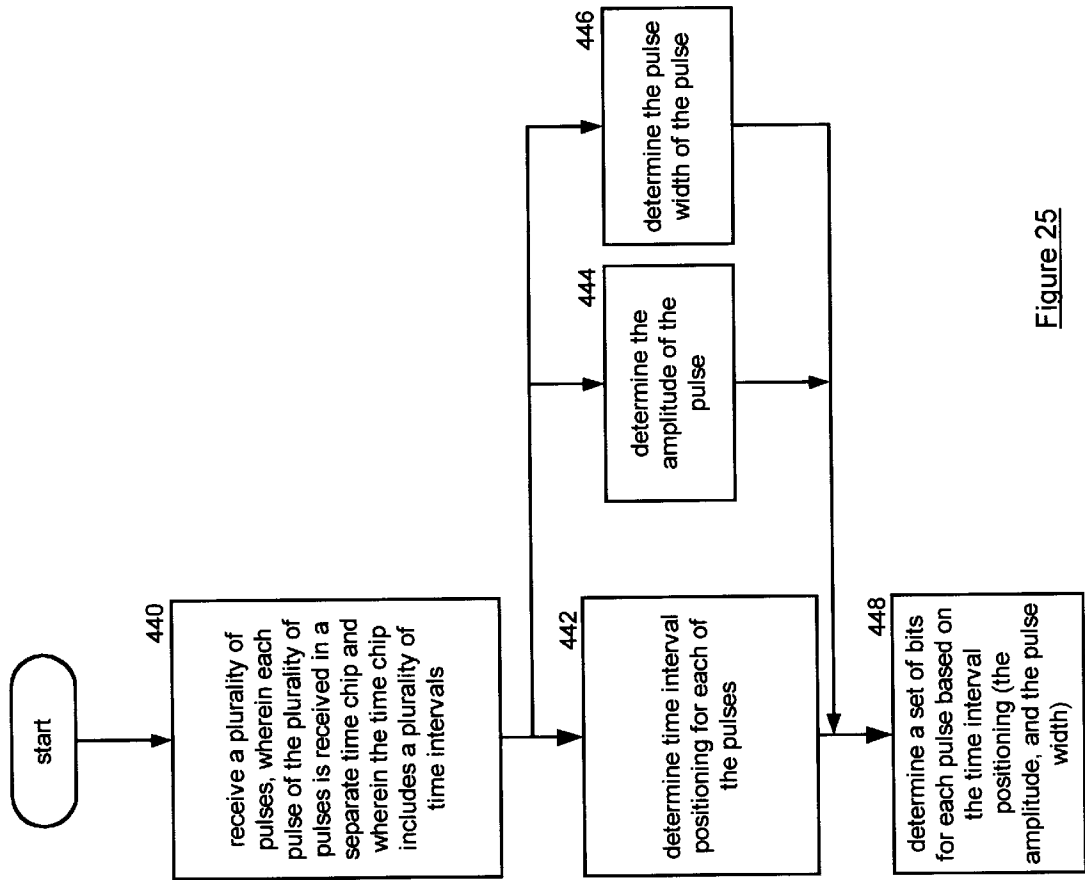 start
440
receive a plurality of
pulses, wherein each
pulse of the plurality of
pulses is received in a
separate time chip and
wherein the time chip
includes a plurality of
time intervals
442
determine time interval
positioning for each of
the pulses
444
determine the
amplitude of the
pulse
446
determine the pulse
width of the pulse
448
determine a set of bits
for each pulse based on
the time interval
positioning (the
amplitude, and the pulse
width)
Figure 25